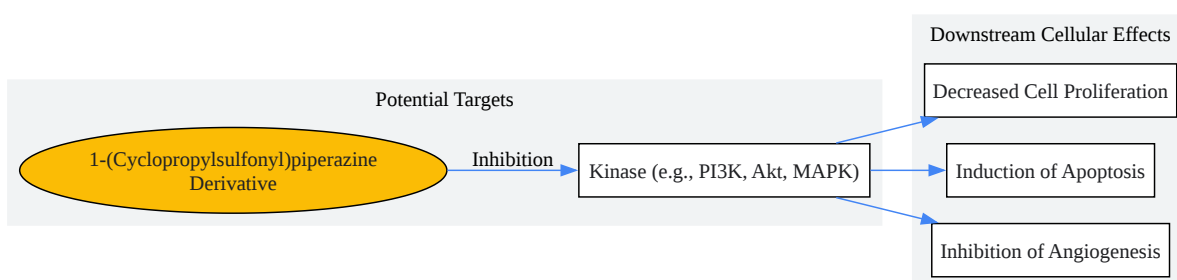 Downstream Cellular Effects
Potential Targets
1-(Cyclopropylsulfonyl)piperazine
Derivative
Inhibition
Kinase (e.g., PI3K, Akt, MAPK)
Decreased Cell Proliferation
Induction of Apoptosis
Inhibition of Angiogenesis